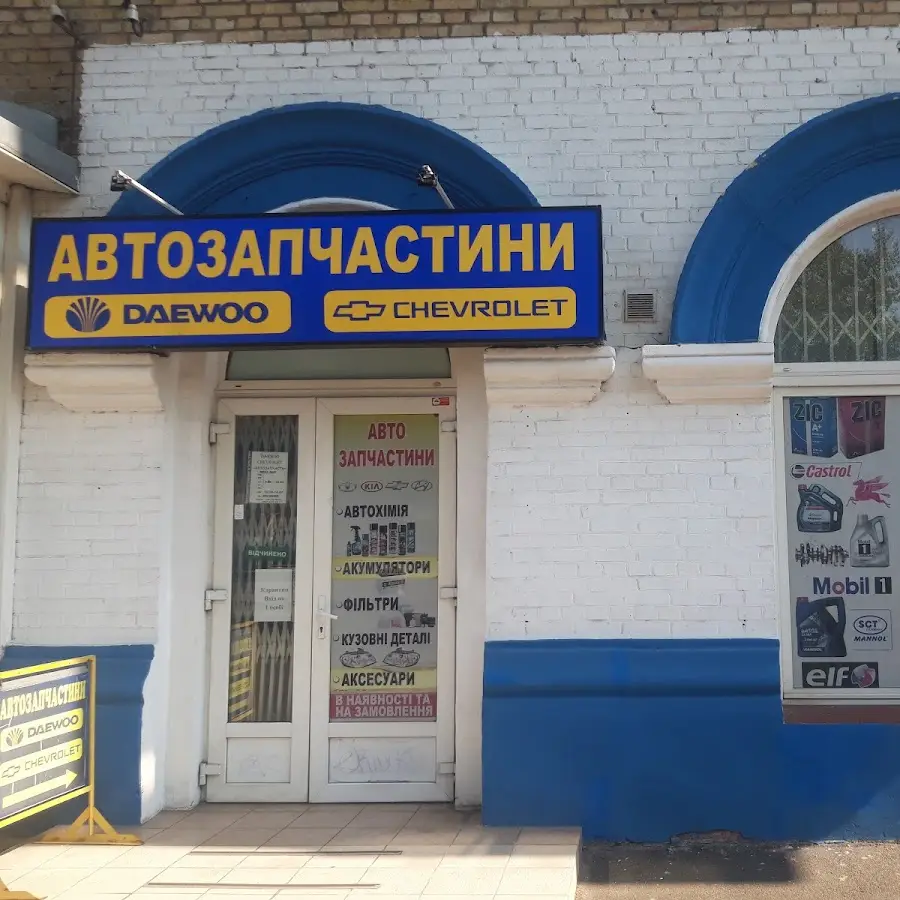 АВТОЗАПЧАСТИНИ
DAEWOO
CHEVROLET
АВТО
ЗАПЧАСТИНИ
KIA
АВТОХІМІЯ
АКУМУЛЯТОРИ
ФІЛЬТРИ
КУЗОВНІ ДЕТАЛІ
АКСЕСУАРИ
В НАЯВНОСТІ ТА
НА ЗАМОВЛЕННЯ
ВІДЧИНЕНО
АВТОЗАПЧАСТИНИ
DAEWOO
CHEVROLET
ZIC
A+
ZIC
Castrol
Mobil 1
SCT
MANNOL
elf